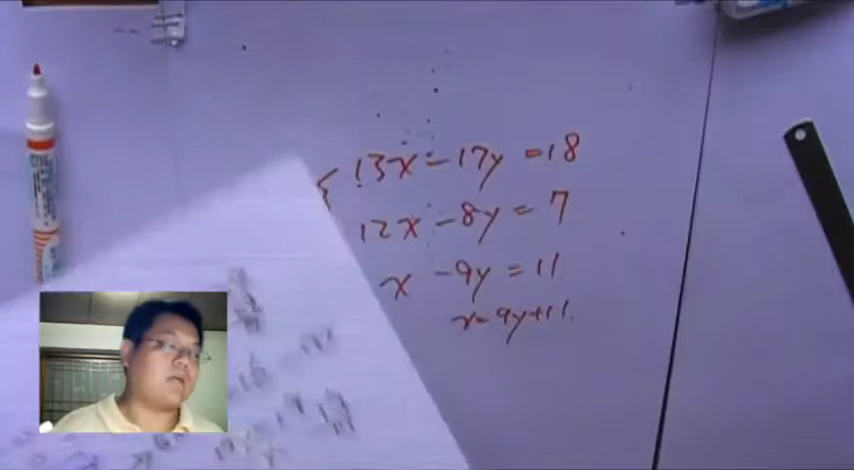 13x - 17y = 18
12x - 8y = 7
x - 9y = 11
x = 9y + 11